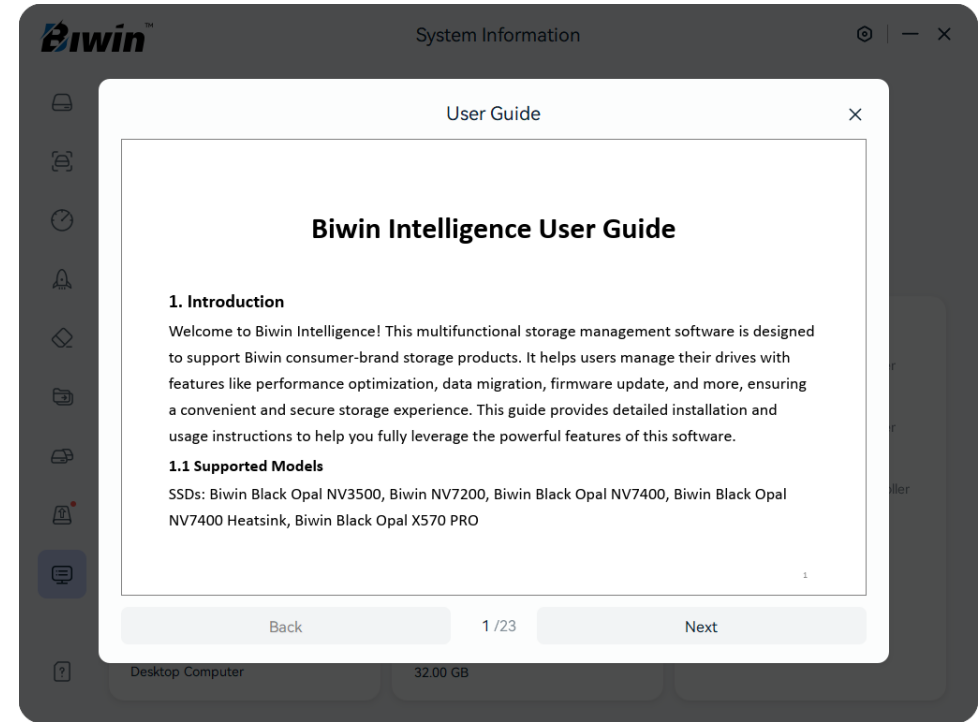 Biwin™
System Information
User Guide
Biwin Intelligence User Guide
1. Introduction
Welcome to Biwin Intelligence! This multifunctional storage management software is designed
to support Biwin consumer-brand storage products. It helps users manage their drives with
features like performance optimization, data migration, firmware update, and more, ensuring
a convenient and secure storage experience. This guide provides detailed installation and
usage instructions to help you fully leverage the powerful features of this software.
1.1 Supported Models
SSDs: Biwin Black Opal NV3500, Biwin NV7200, Biwin Black Opal NV7400, Biwin Black Opal
NV7400 Heatsink, Biwin Black Opal X570 PRO
1
Back
1 /23
Next
Desktop Computer
32.00 GB